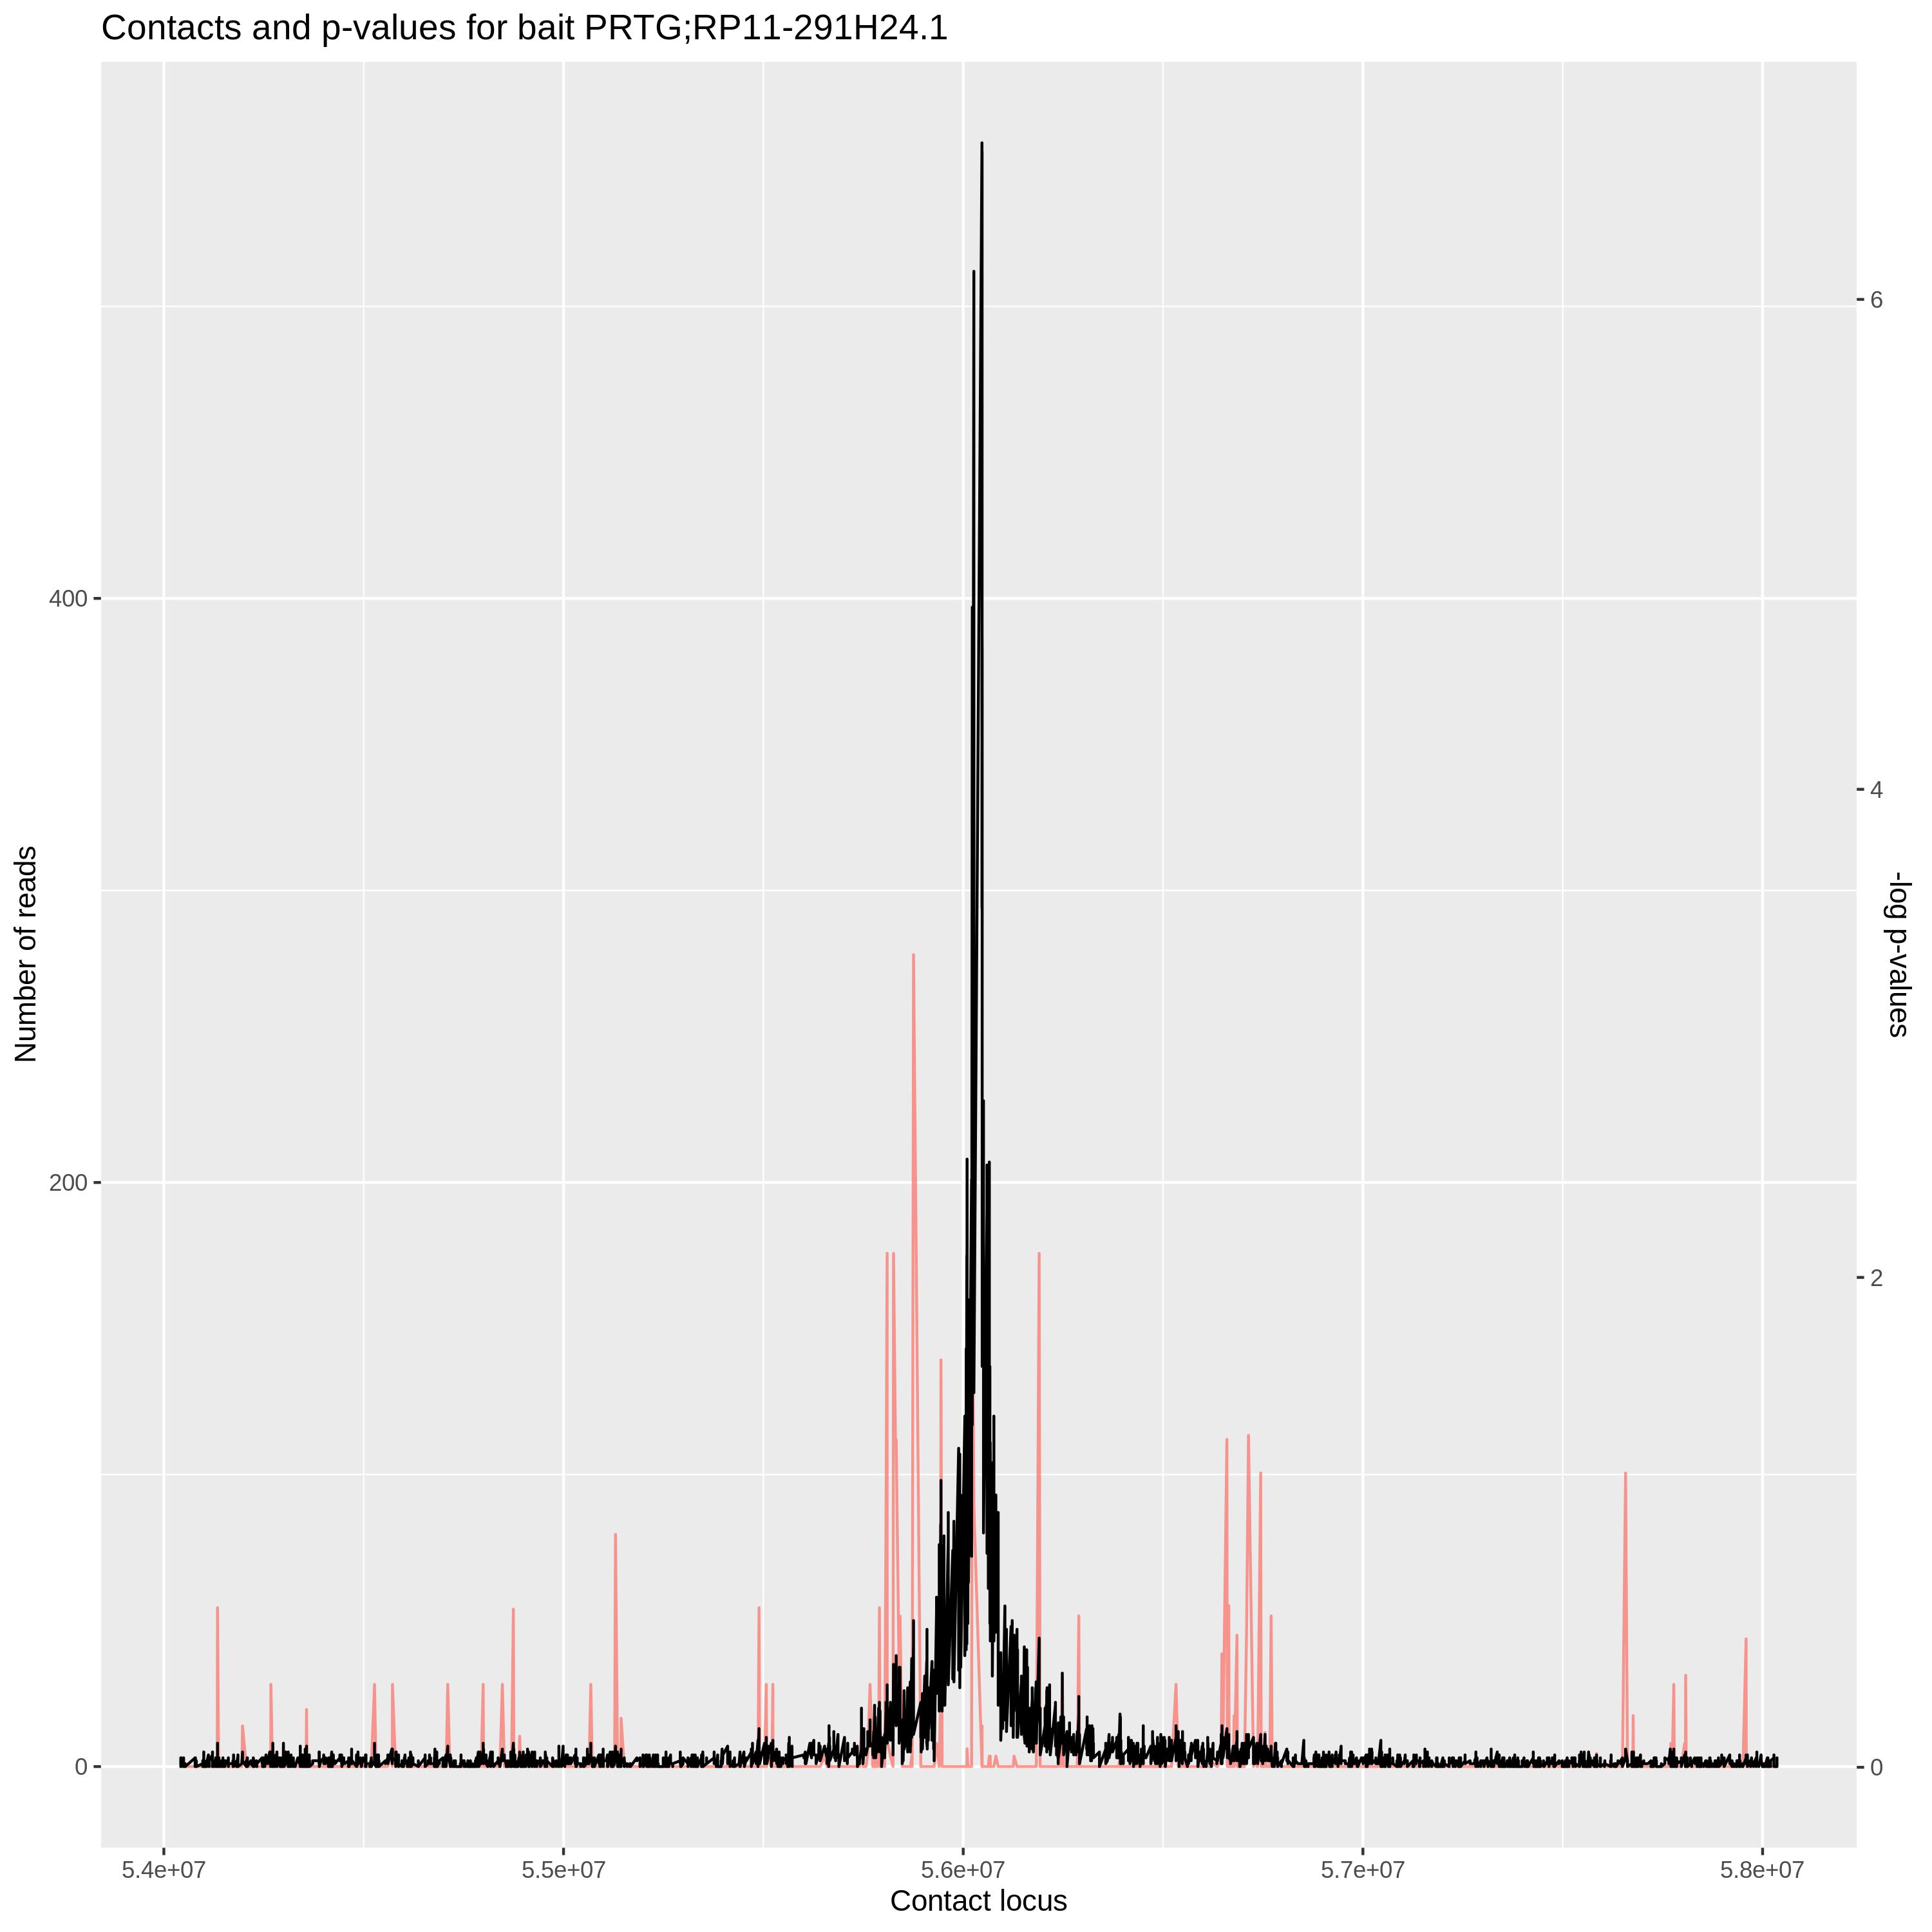 Contacts and p-values for bait PRTG;RP11-291H24.1
Number of reads
400
200
0
6
4
2
0
-log p-values
5.4e+07
5.5e+07
5.6e+07
5.7e+07
5.8e+07
Contact locus